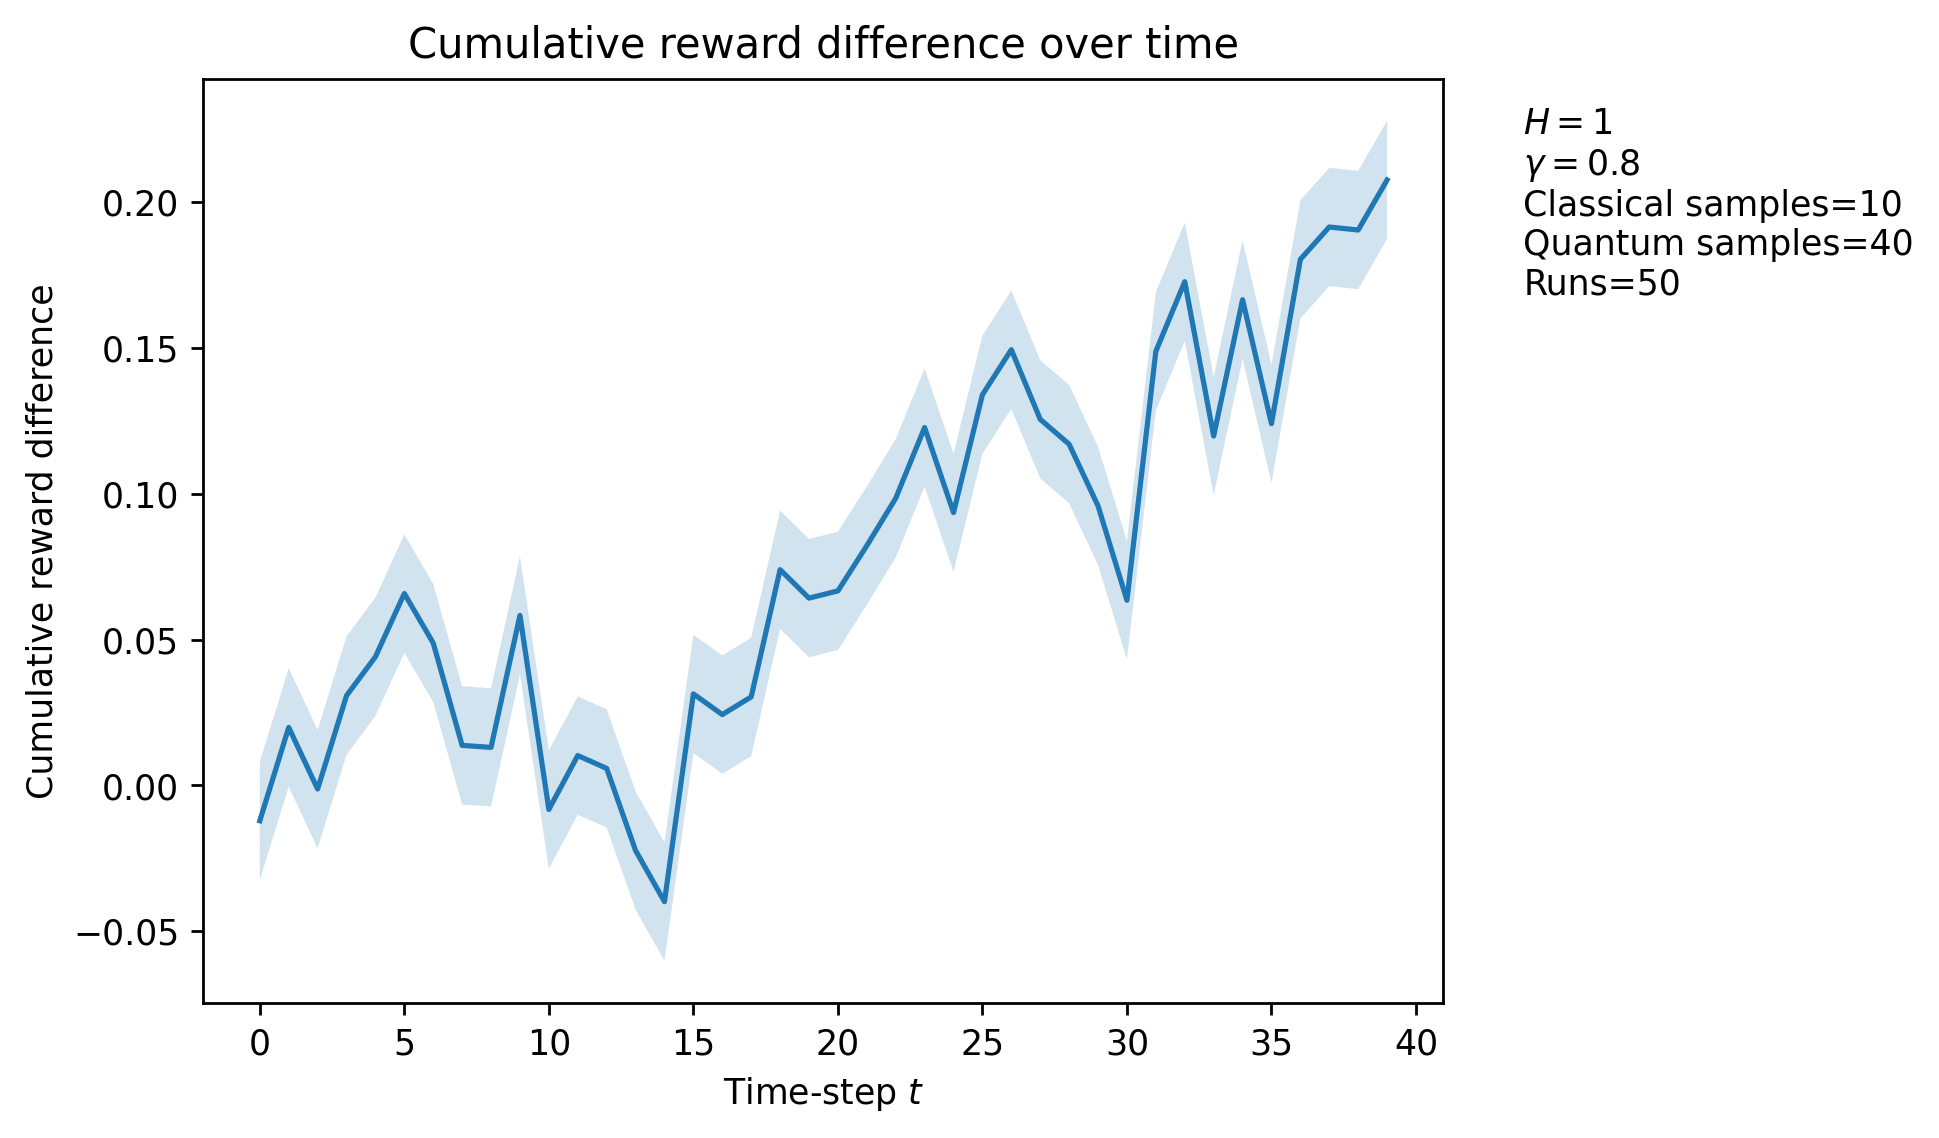 Cumulative reward difference over time
H = 1
γ = 0.8
Classical samples=10
Quantum samples=40
Runs=50
Cumulative reward difference
0.20
0.15
0.10
0.05
0.00
−0.05
0 5 10 15 20 25 30 35 40
Time-step t